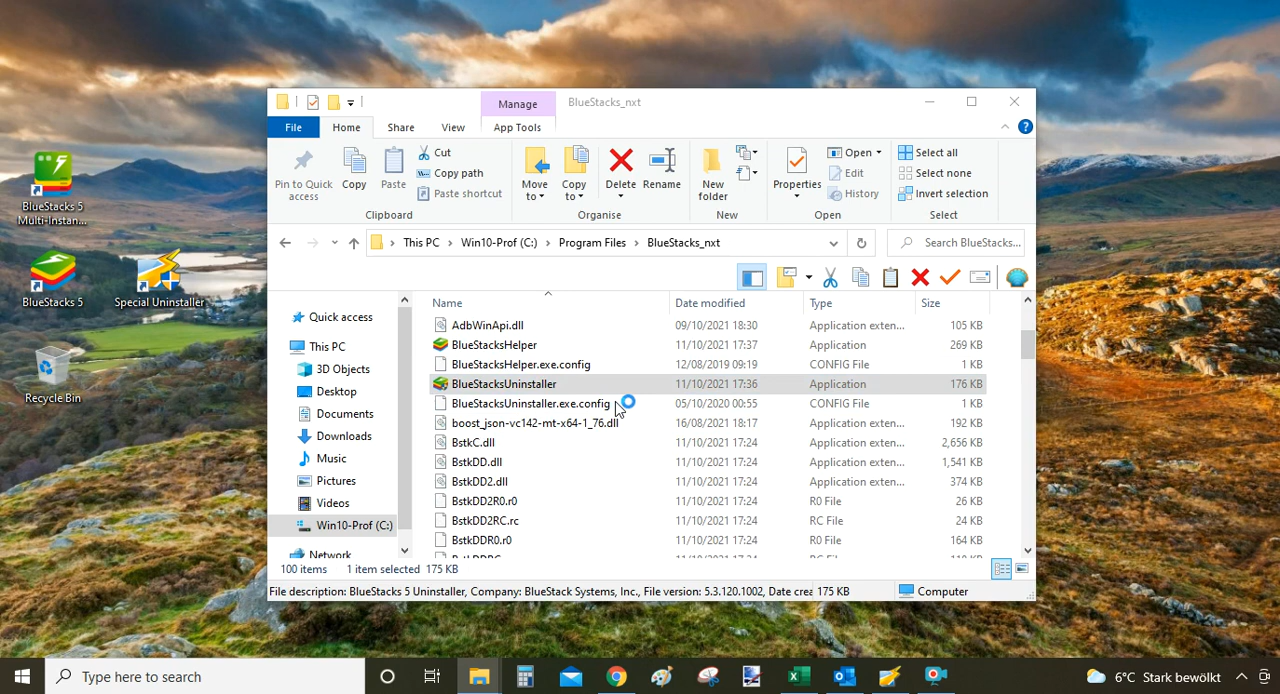 BlueStacks 5
Multi-Instan...
BlueStacks 5
Special Uninstaller
Recycle Bin
Manage
BlueStacks_nxt
File
Home
Share
View
App Tools
Pin to Quick
access
Copy
Paste
Cut
Copy path
Paste shortcut
Clipboard
Move
to
Copy
to
Delete
Rename
Organise
New
folder
New
Properties
Open
Edit
History
Open
Select all
Select none
Invert selection
Select
This PC
Win10-Prof (C:)
Program Files
BlueStacks_nxt
Search BlueStacks...
Quick access
This PC
3D Objects
Desktop
Documents
Downloads
Music
Pictures
Videos
Win10-Prof (C:)
Network
Name Date modified Type Size
AdbWinApi.dll 09/10/2021 18:30 Application exten... 105 KB
BlueStacksHelper 11/10/2021 17:37 Application 269 KB
BlueStacksHelper.exe.config 12/08/2019 09:19 CONFIG File 1 KB
BlueStacksUninstaller 11/10/2021 17:36 Application 176 KB
BlueStacksUninstaller.exe.config 05/10/2020 00:55 CONFIG File 1 KB
boost_json-vc142-mt-x64-1_76.dll 16/08/2021 18:17 Application exten... 192 KB
BstkC.dll 11/10/2021 17:24 Application exten... 2,656 KB
BstkDD.dll 11/10/2021 17:24 Application exten... 1,541 KB
BstkDD2.dll 11/10/2021 17:24 Application exten... 374 KB
BstkDD2R0.r0 11/10/2021 17:24 R0 File 26 KB
BstkDD2RC.rc 11/10/2021 17:24 RC File 24 KB
BstkDDR0.r0 11/10/2021 17:24 R0 File 164 KB
100 items 1 item selected 175 KB
File description: BlueStacks 5 Uninstaller, Company: BlueStack Systems, Inc., File version: 5.3.120.1002, Date crea 175 KB
Computer
Type here to search
6°C Stark bewölkt